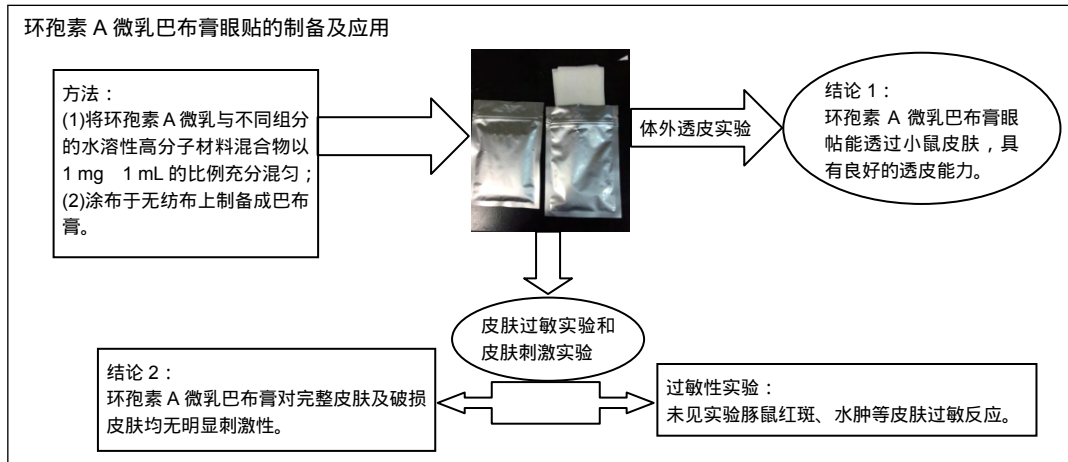 环孢素 A 微乳巴布膏眼贴的制备及应用
方法：
(1)将环孢素 A 微乳与不同组分
的水溶性高分子材料混合物以
1 mg 1 mL 的比例充分混匀；
(2)涂布于无纺布上制备成巴布
膏。
体外透皮实验
结论 1：
环孢素 A 微乳巴布膏眼
帖能透过小鼠皮肤，具
有良好的透皮能力。
皮肤过敏实验和
皮肤刺激实验
结论 2：
环孢素 A 微乳巴布膏对完整皮肤及破损
皮肤均无明显刺激性。
过敏性实验：
未见实验豚鼠红斑、水肿等皮肤过敏反应。